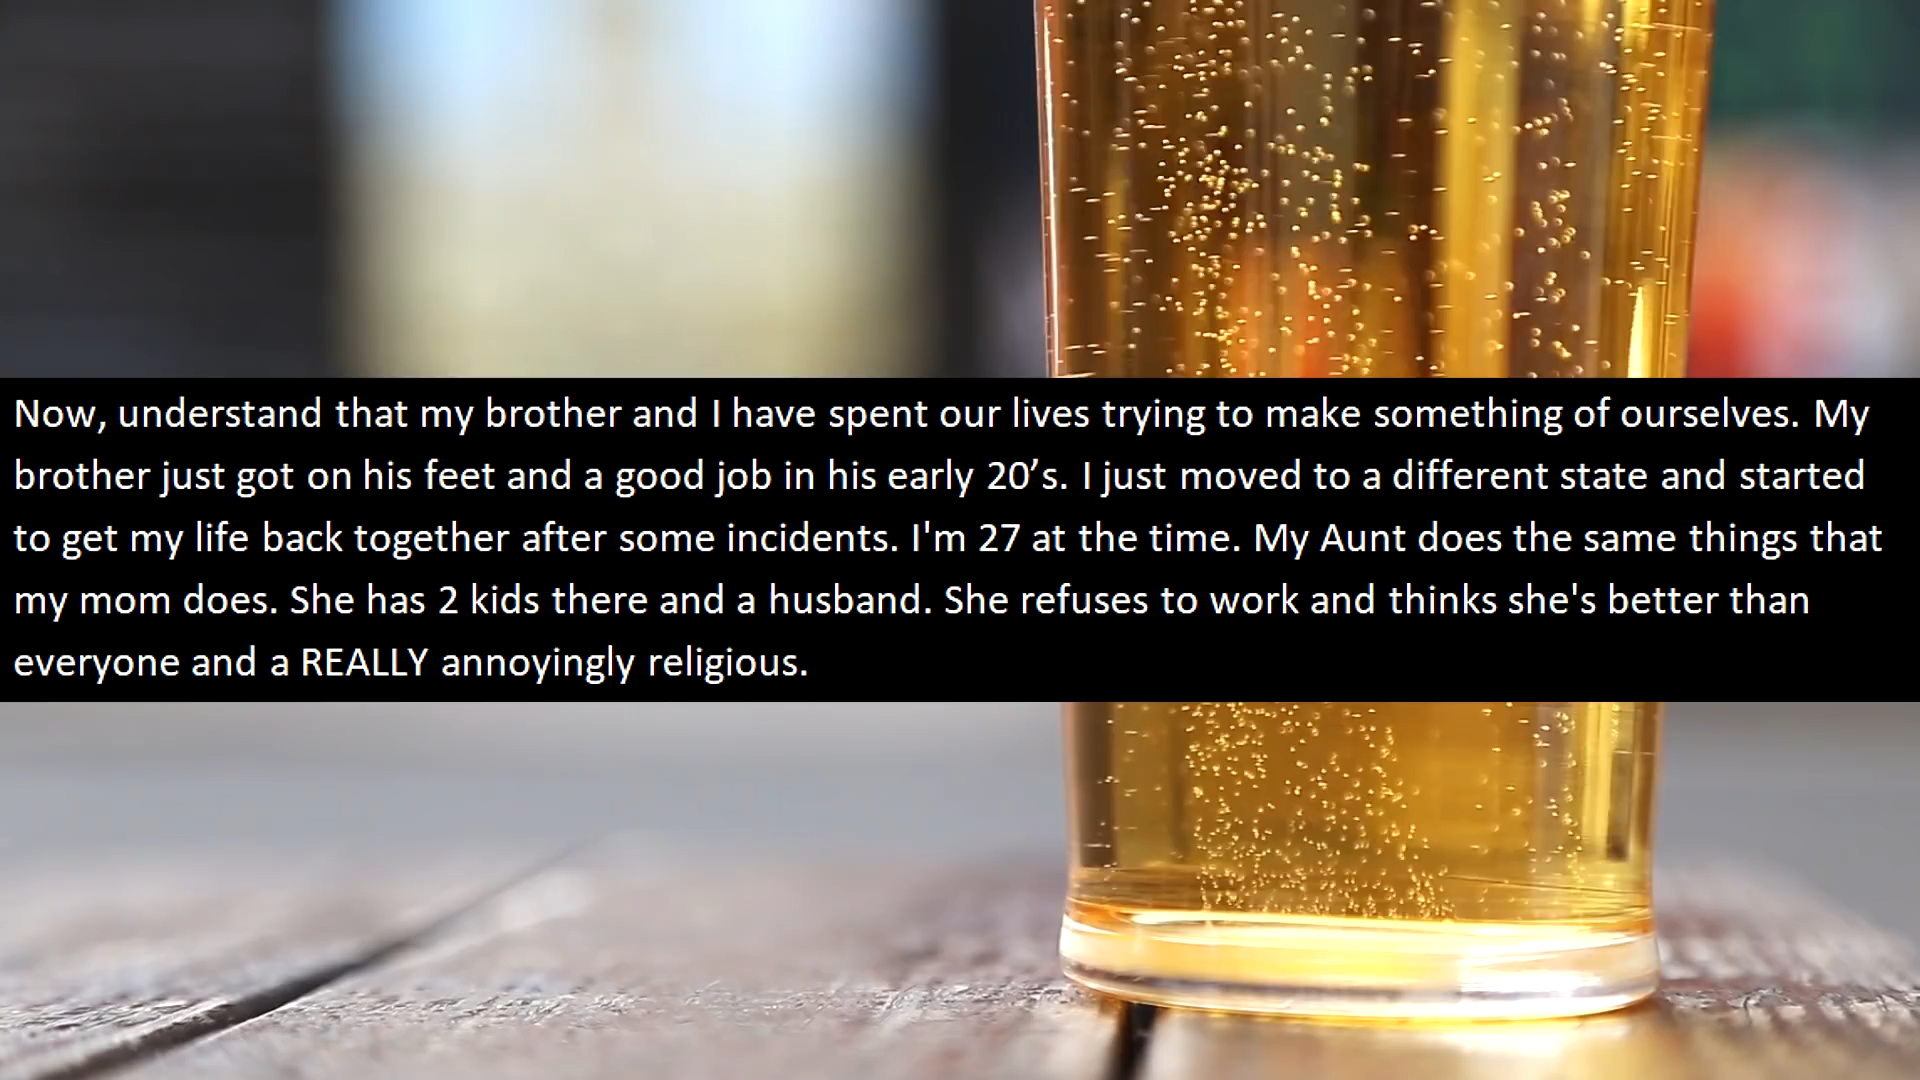 Now, understand that my brother and I have spent our lives trying to make something of ourselves. My
brother just got on his feet and a good job in his early 20’s. I just moved to a different state and started
to get my life back together after some incidents. I'm 27 at the time. My Aunt does the same things that
my mom does. She has 2 kids there and a husband. She refuses to work and thinks she's better than
everyone and a REALLY annoyingly religious.